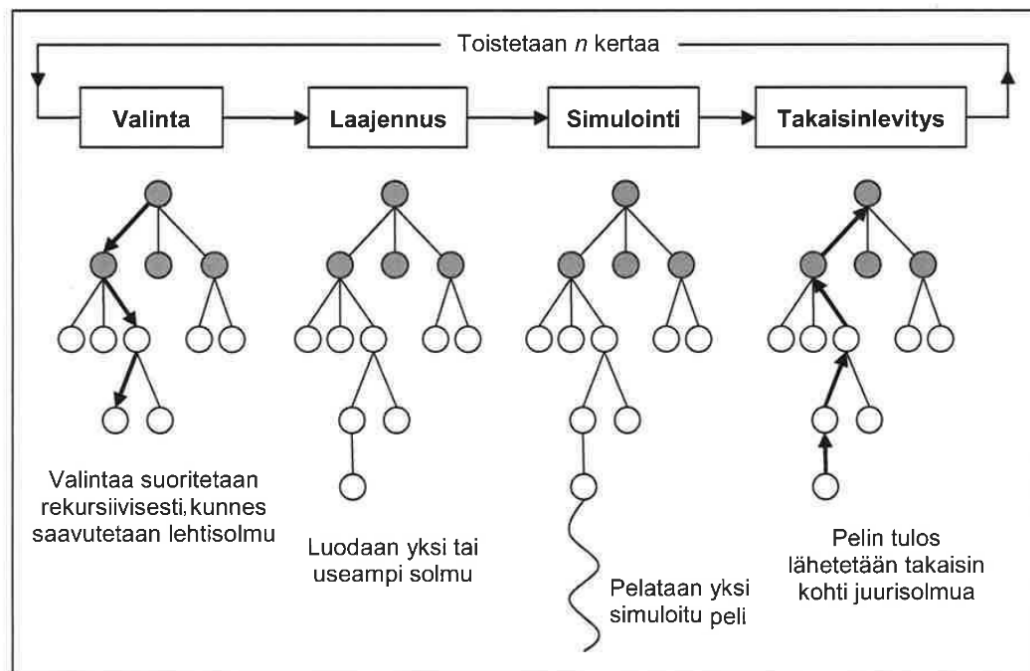 Toistetaan n kertaa
Valinta
Laajennus
Simulointi
Takaisinlevitys
Valintaa suoritetaan
rekursiivisesti, kunnes
saavutetaan lehtisolmu
Luodaan yksi tai
useampi solmu
Pelataan yksi
simuloitu peli
Pelin tulos
lähetetään takaisin
kohti juurisolmua